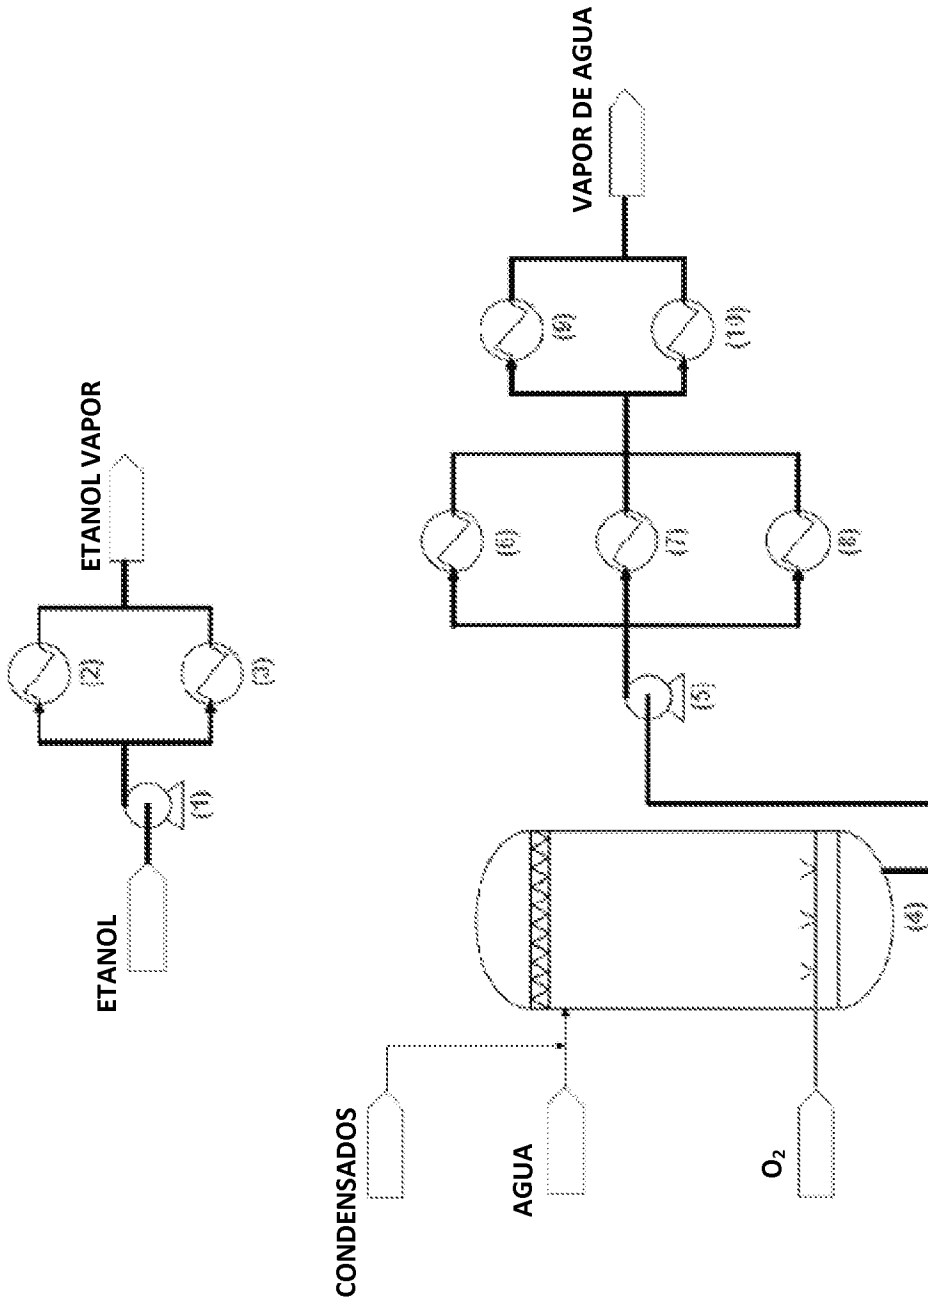 ETANOL
(1)
(2)
(3)
ETANOL VAPOR
CONDENSADOS
AGUA
O₂
(4)
(5)
(6)
(7)
(8)
(9)
(10)
VAPOR DE AGUA